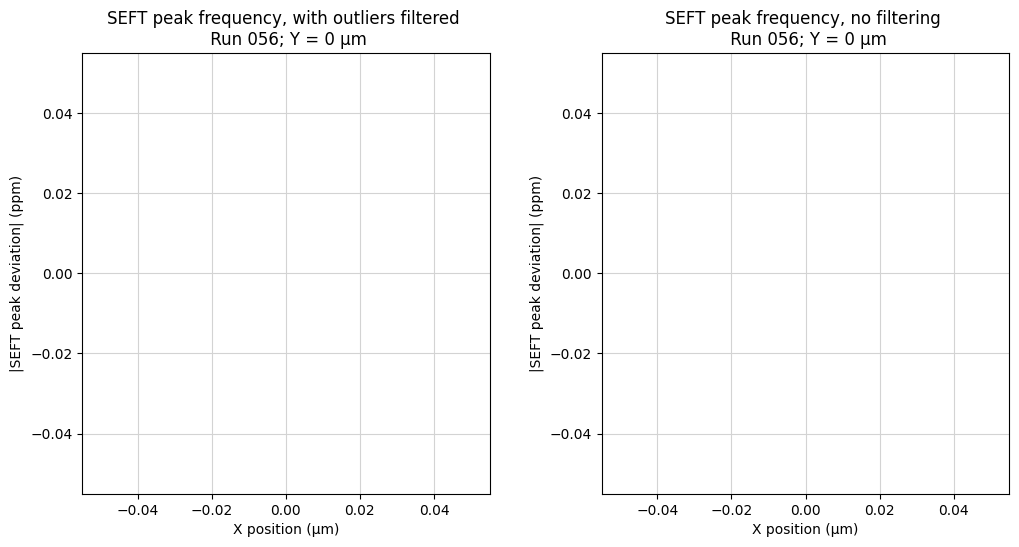 SEFT peak frequency, with outliers filtered
Run 056; Y = 0 μm
0.04
0.02
0.00
−0.02
−0.04
|SEFT peak deviation| (ppm)
−0.04 −0.02 0.00 0.02 0.04
X position (μm)
SEFT peak frequency, no filtering
Run 056; Y = 0 μm
0.04
0.02
0.00
−0.02
−0.04
|SEFT peak deviation| (ppm)
−0.04 −0.02 0.00 0.02 0.04
X position (μm)